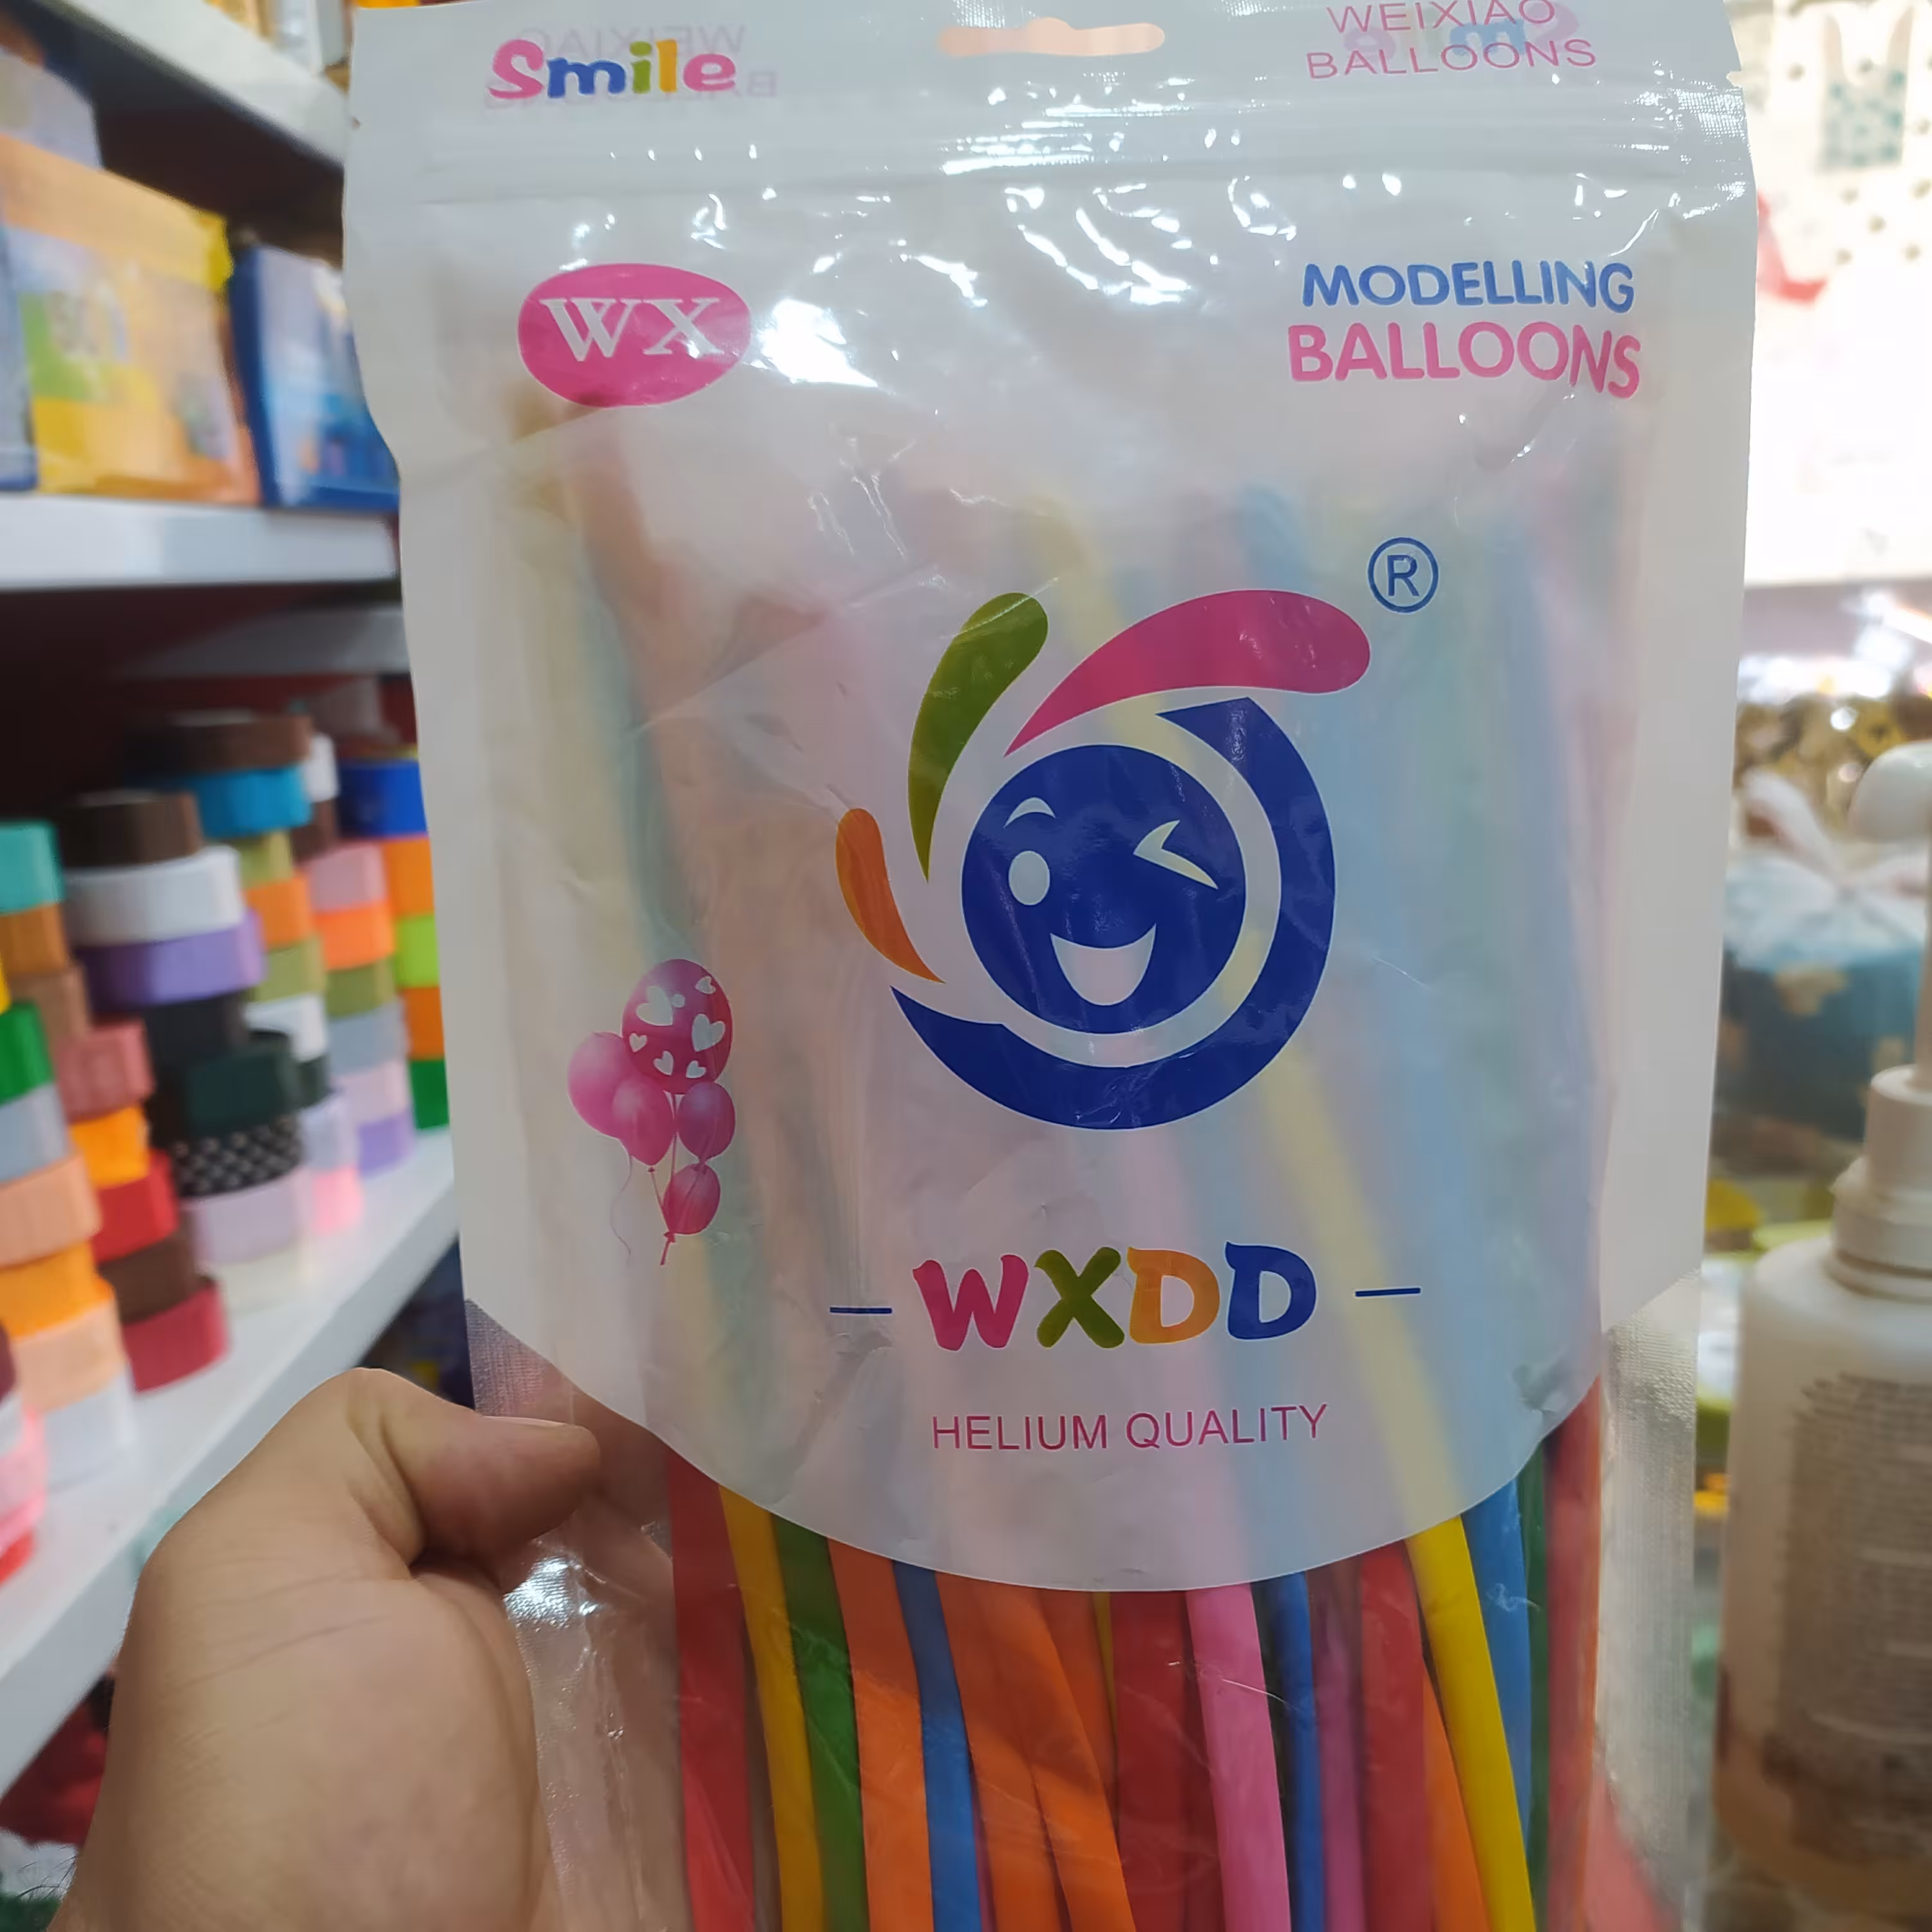 Smile
WEIXIAO
BALLOONS
WX
MODELLING
BALLOONS
®
WXDD
HELIUM QUALITY